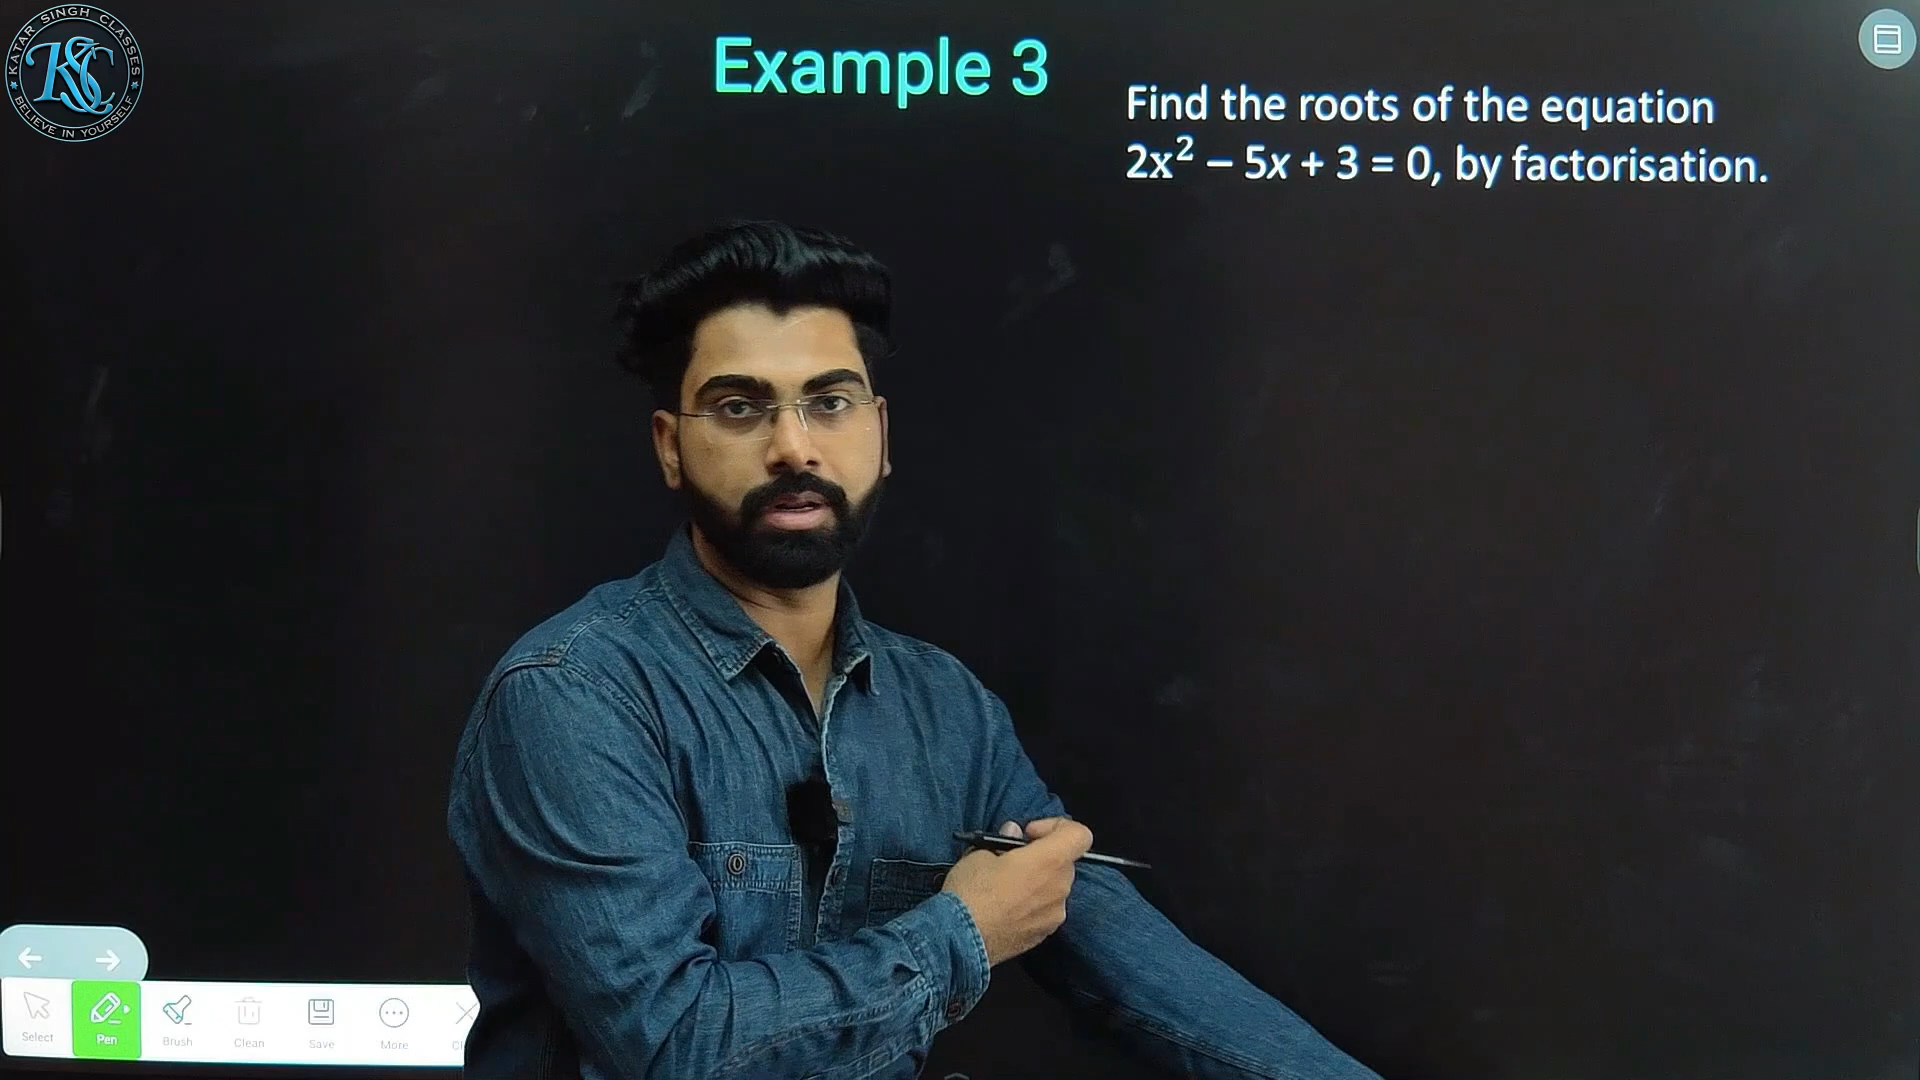 KATAR SINGH CLASSES
KSC
BELIEVE IN YOURSELF
Example 3
Find the roots of the equation
2x² – 5x + 3 = 0, by factorisation.
Select
Pen
Brush
Clean
Save
More